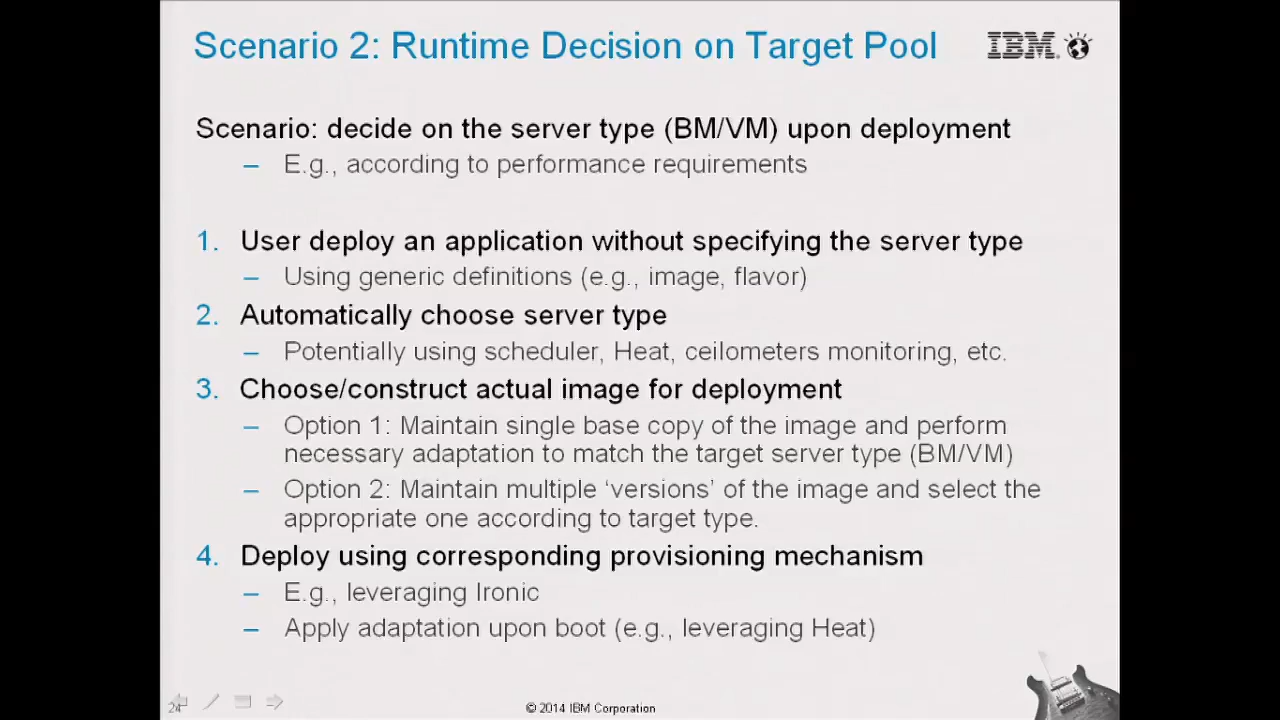 Scenario 2: Runtime Decision on Target Pool
IBM
Scenario: decide on the server type (BM/VM) upon deployment
– E.g., according to performance requirements
1. User deploy an application without specifying the server type
– Using generic definitions (e.g., image, flavor)
2. Automatically choose server type
– Potentially using scheduler, Heat, ceilometers monitoring, etc.
3. Choose/construct actual image for deployment
– Option 1: Maintain single base copy of the image and perform
necessary adaptation to match the target server type (BM/VM)
– Option 2: Maintain multiple ‘versions’ of the image and select the
appropriate one according to target type.
4. Deploy using corresponding provisioning mechanism
– E.g., leveraging Ironic
– Apply adaptation upon boot (e.g., leveraging Heat)
24
© 2014 IBM Corporation